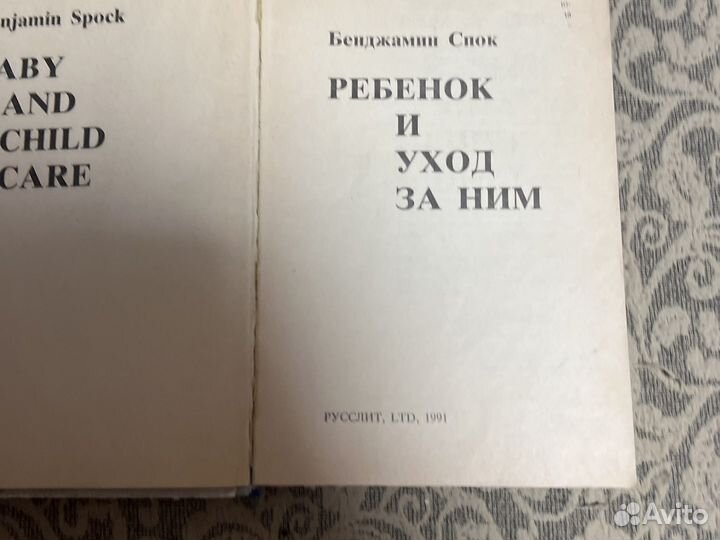 njamin Spock
ABY
AND
CHILD
CARE
Бенджамин Спок
РЕБЕНОК
И
УХОД
ЗА НИМ
РУССЛИТ, LTD, 1991
Avito